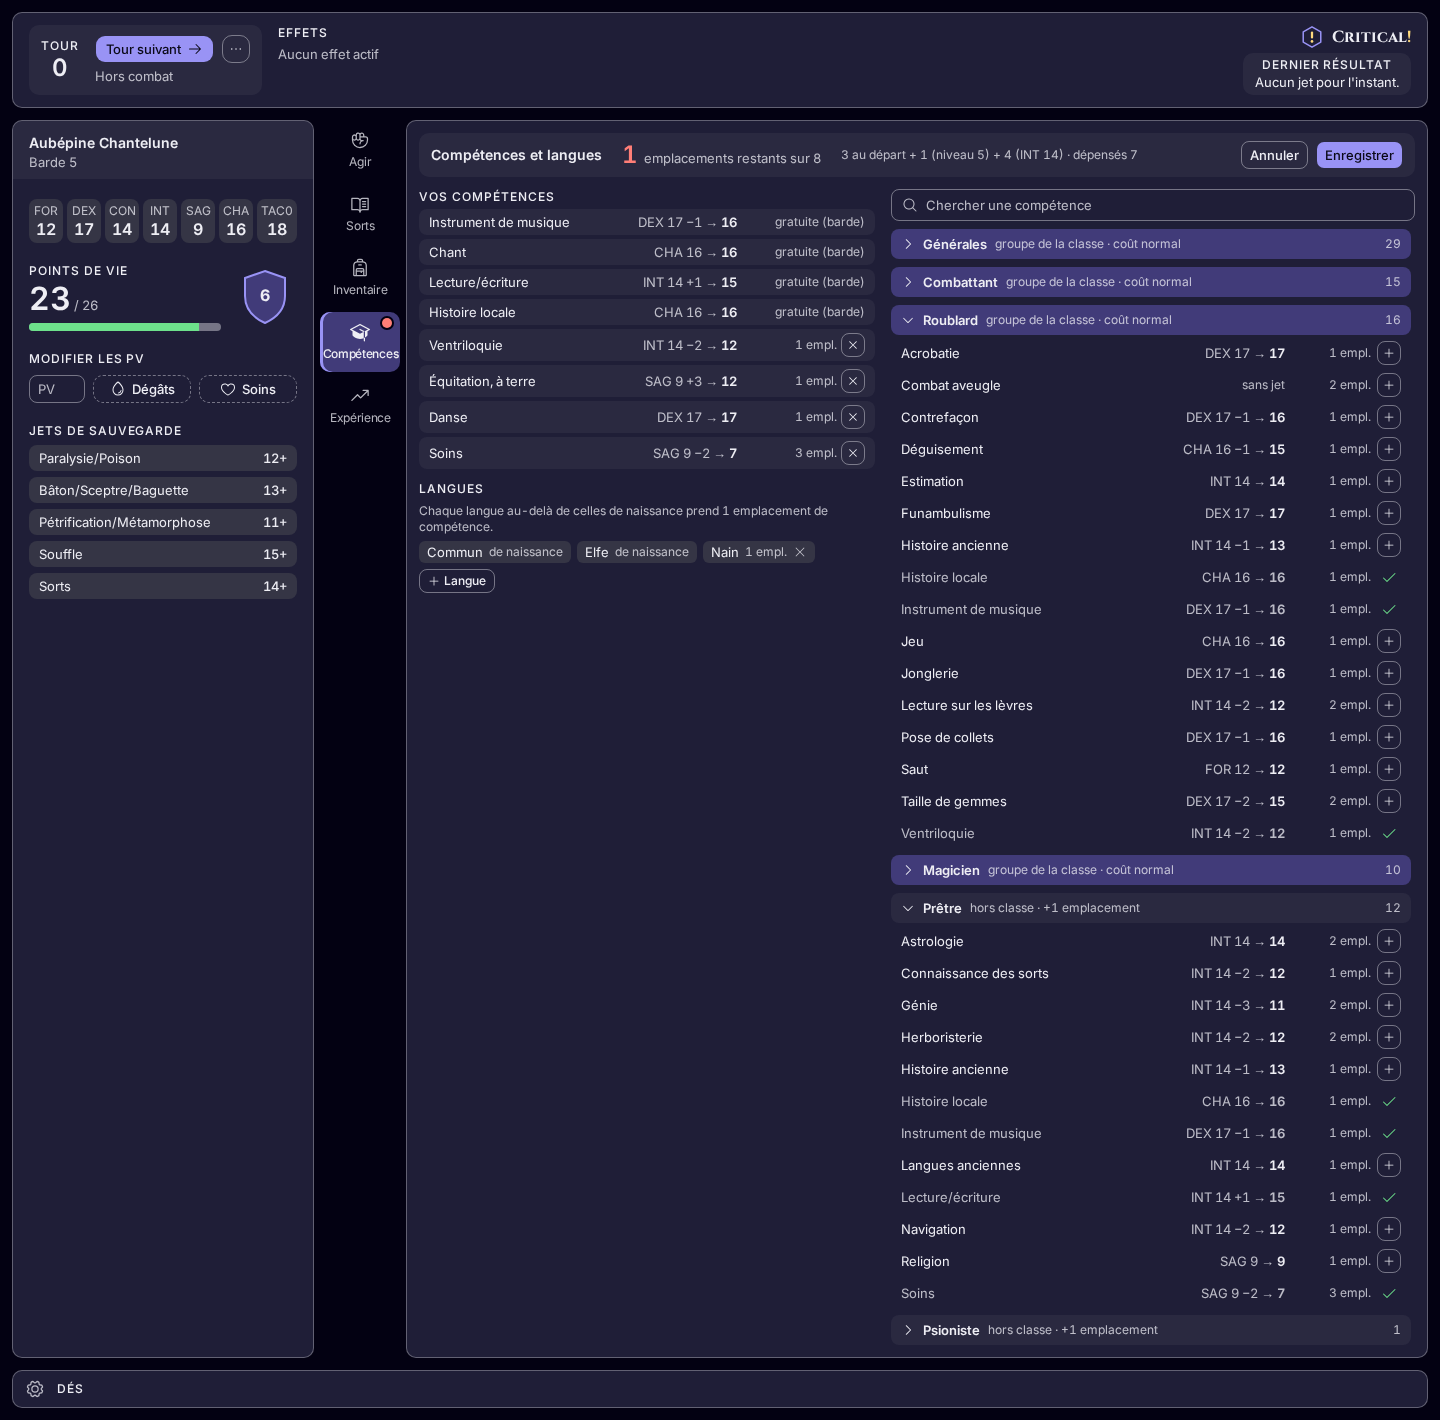 TOUR
0
Tour suivant →
...
Hors combat
EFFETS
Aucun effet actif
CRITICAL!
DERNIER RÉSULTAT
Aucun jet pour l'instant.
Aubépine Chantelune
Barde 5
FOR DEX CON INT SAG CHA TAC0
12 17 14 14 9 16 18
POINTS DE VIE
23 / 26
6
MODIFIER LES PV
PV Dégâts Soins
JETS DE SAUVEGARDE
Paralysie/Poison 12+
Bâton/Sceptre/Baguette 13+
Pétrification/Métamorphose 11+
Souffle 15+
Sorts 14+
Agir
Sorts
Inventaire
Compétences
Expérience
Compétences et langues 1 emplacements restants sur 8 3 au départ + 1 (niveau 5) + 4 (INT 14) · dépensés 7 Annuler Enregistrer
VOS COMPÉTENCES
Instrument de musique DEX 17 −1 → 16 gratuite (barde)
Chant CHA 16 → 16 gratuite (barde)
Lecture/écriture INT 14 +1 → 15 gratuite (barde)
Histoire locale CHA 16 → 16 gratuite (barde)
Ventriloquie INT 14 −2 → 12 1 empl.
Équitation, à terre SAG 9 +3 → 12 1 empl.
Danse DEX 17 → 17 1 empl.
Soins SAG 9 −2 → 7 3 empl.
LANGUES
Chaque langue au-delà de celles de naissance prend 1 emplacement de
compétence.
Commun de naissance Elfe de naissance Nain 1 empl.
+ Langue
Chercher une compétence
Générales groupe de la classe · coût normal 29
Combattant groupe de la classe · coût normal 15
Roublard groupe de la classe · coût normal 16
Acrobatie DEX 17 → 17 1 empl.
Combat aveugle sans jet 2 empl.
Contrefaçon DEX 17 −1 → 16 1 empl.
Déguisement CHA 16 −1 → 15 1 empl.
Estimation INT 14 → 14 1 empl.
Funambulisme DEX 17 → 17 1 empl.
Histoire ancienne INT 14 −1 → 13 1 empl.
Histoire locale CHA 16 → 16 1 empl.
Instrument de musique DEX 17 −1 → 16 1 empl.
Jeu CHA 16 → 16 1 empl.
Jonglerie DEX 17 −1 → 16 1 empl.
Lecture sur les lèvres INT 14 −2 → 12 2 empl.
Pose de collets DEX 17 −1 → 16 1 empl.
Saut FOR 12 → 12 1 empl.
Taille de gemmes DEX 17 −2 → 15 2 empl.
Ventriloquie INT 14 −2 → 12 1 empl.
Magicien groupe de la classe · coût normal 10
Prêtre hors classe · +1 emplacement 12
Astrologie INT 14 → 14 2 empl.
Connaissance des sorts INT 14 −2 → 12 1 empl.
Génie INT 14 −3 → 11 2 empl.
Herboristerie INT 14 −2 → 12 2 empl.
Histoire ancienne INT 14 −1 → 13 1 empl.
Histoire locale CHA 16 → 16 1 empl.
Instrument de musique DEX 17 −1 → 16 1 empl.
Langues anciennes INT 14 → 14 1 empl.
Lecture/écriture INT 14 +1 → 15 1 empl.
Navigation INT 14 −2 → 12 1 empl.
Religion SAG 9 → 9 1 empl.
Soins SAG 9 −2 → 7 3 empl.
Psioniste hors classe · +1 emplacement 1
DÉS